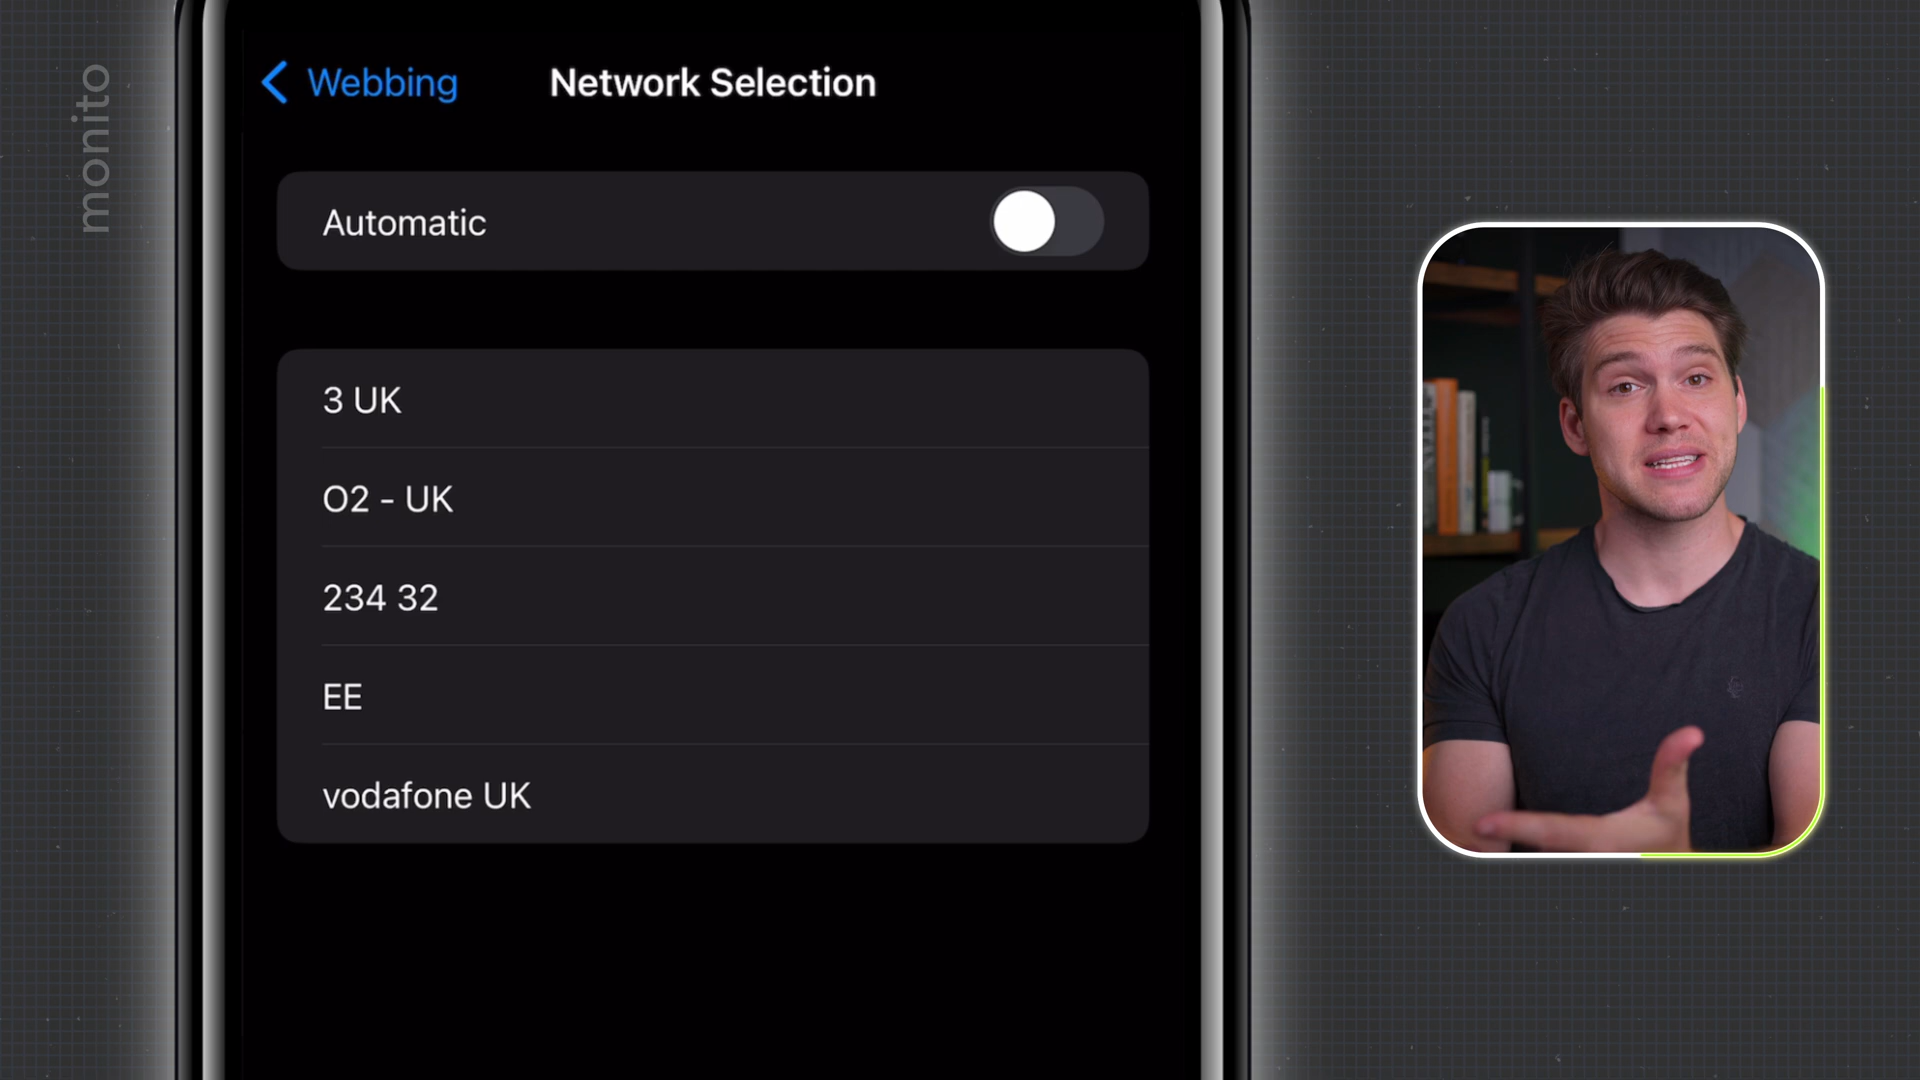 monito
Webbing
Network Selection
Automatic
3 UK
O2 - UK
234 32
EE
vodafone UK